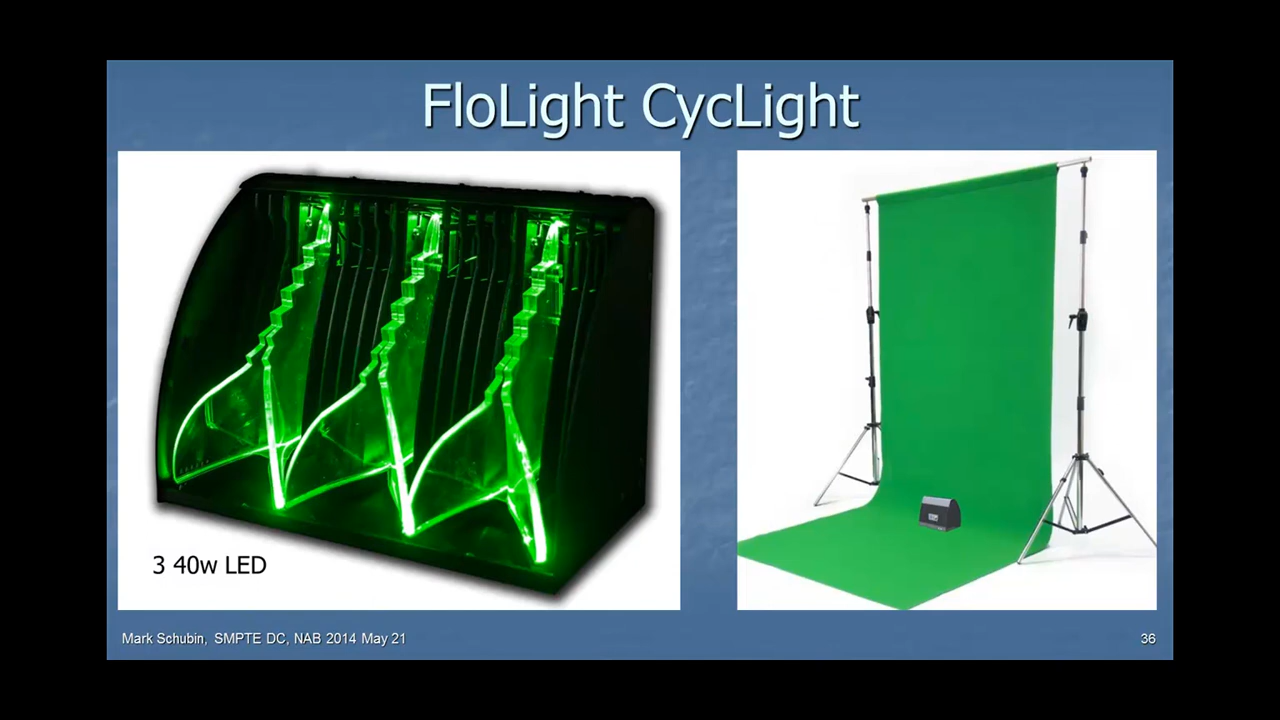 FloLight CycLight
3 40w LED
Mark Schubin, SMPTE DC, NAB 2014 May 21
36